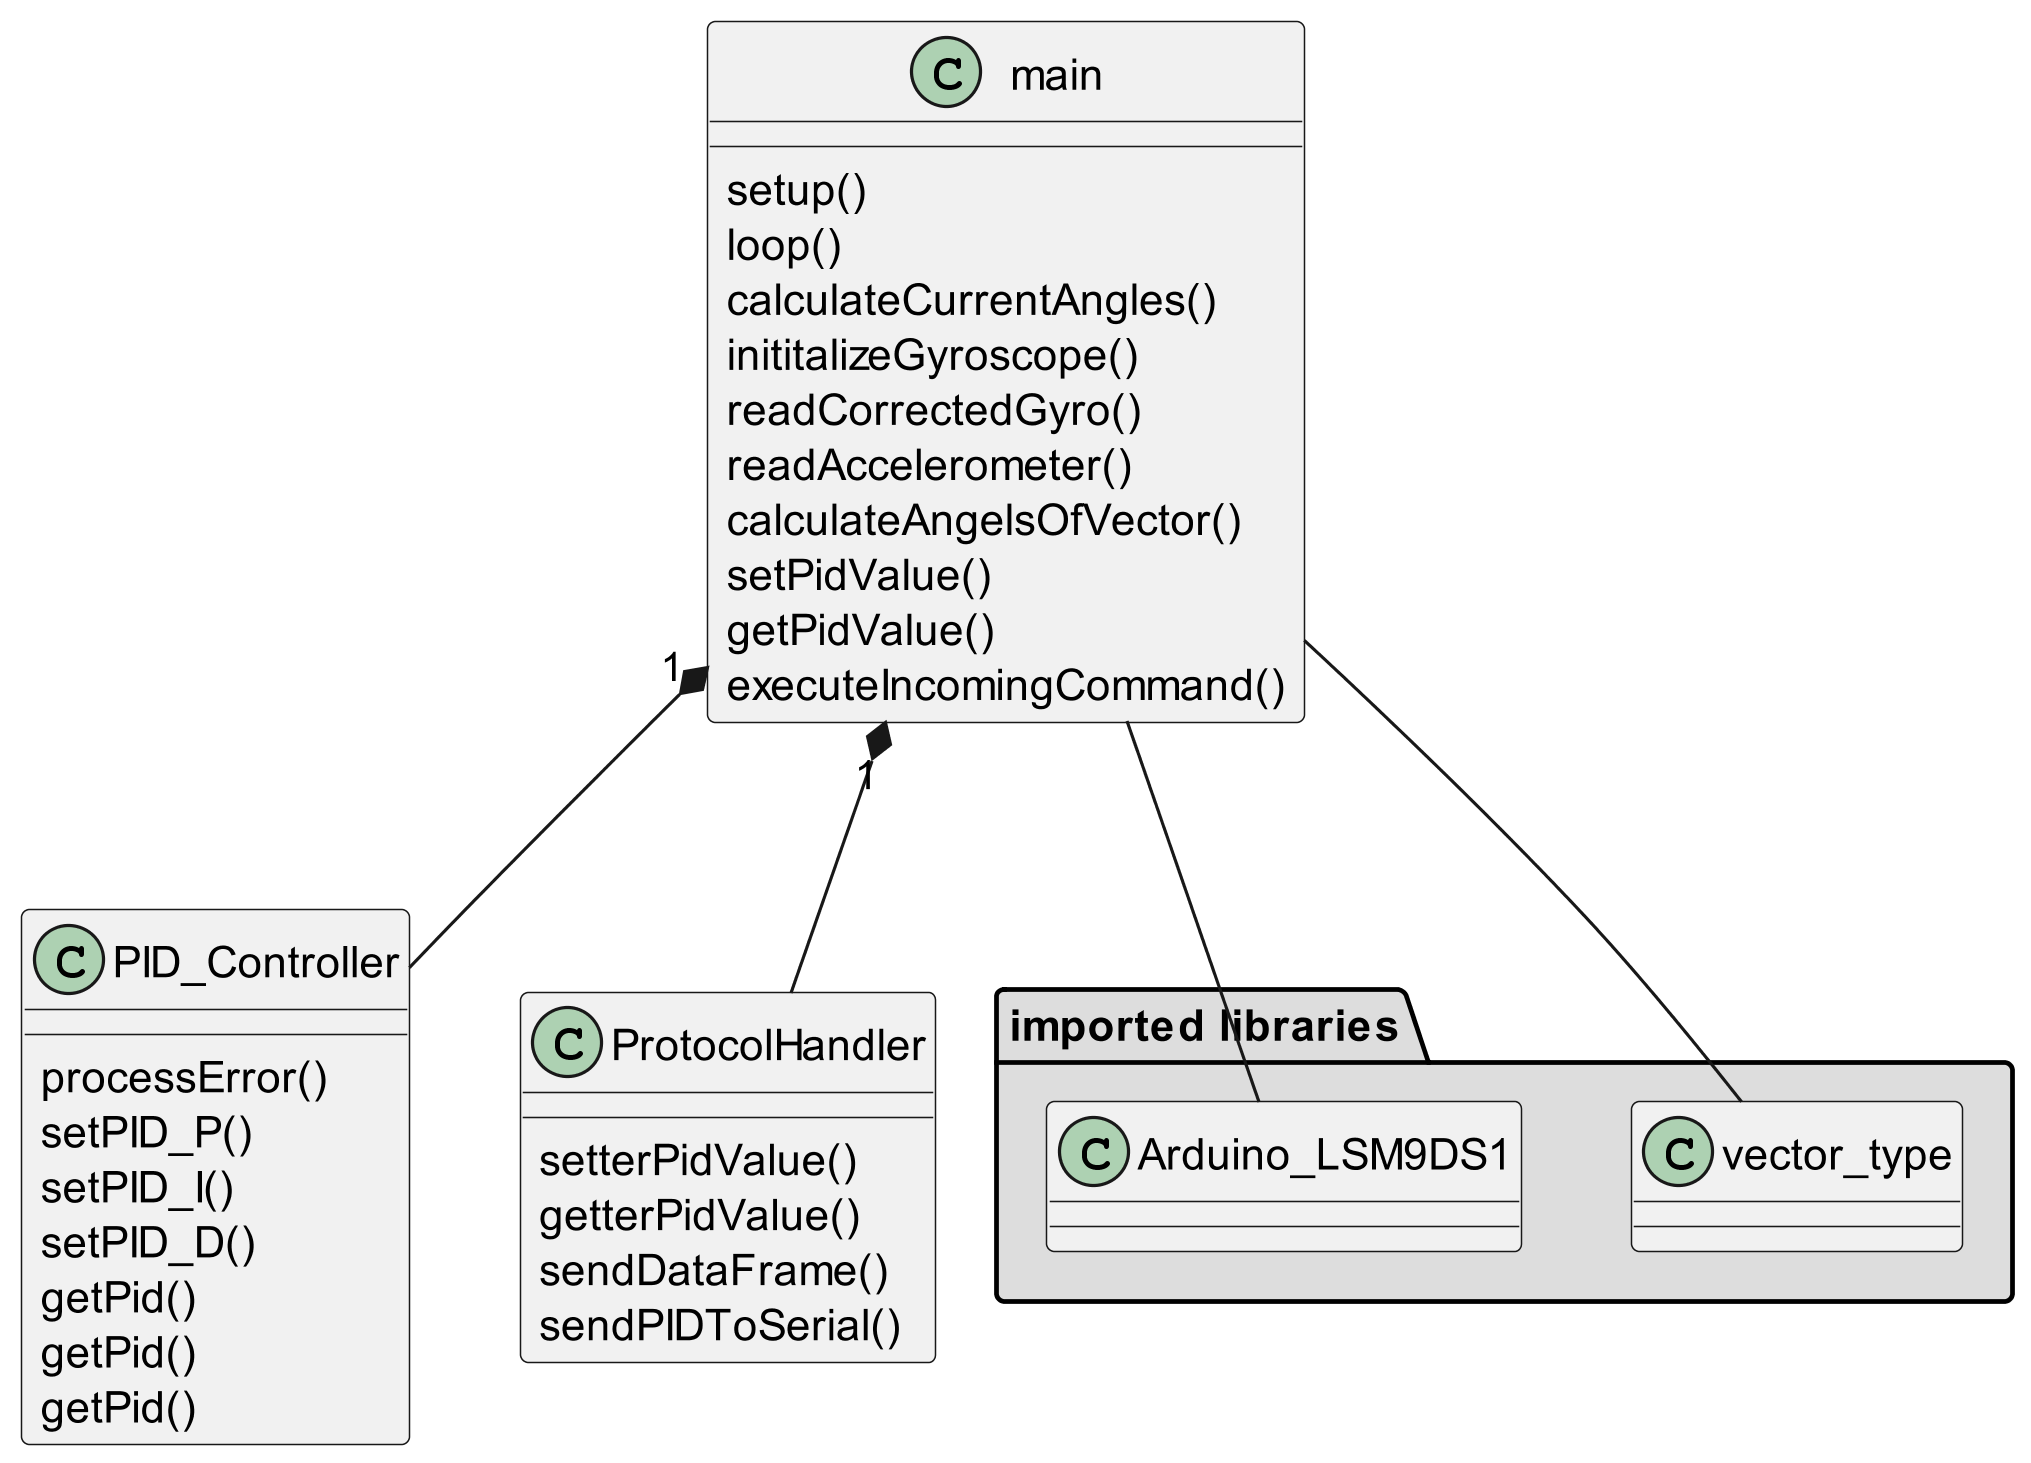 C main
setup()
loop()
calculateCurrentAngles()
inititalizeGyroscope()
readCorrectedGyro()
readAccelerometer()
calculateAngelsOfVector()
setPidValue()
getPidValue()
executeIncomingCommand()
1
1
C PID_Controller
processError()
setPID_P()
setPID_I()
setPID_D()
getPid()
getPid()
getPid()
C ProtocolHandler
setterPidValue()
getterPidValue()
sendDataFrame()
sendPIDToSerial()
imported libraries
C Arduino_LSM9DS1
C vector_type